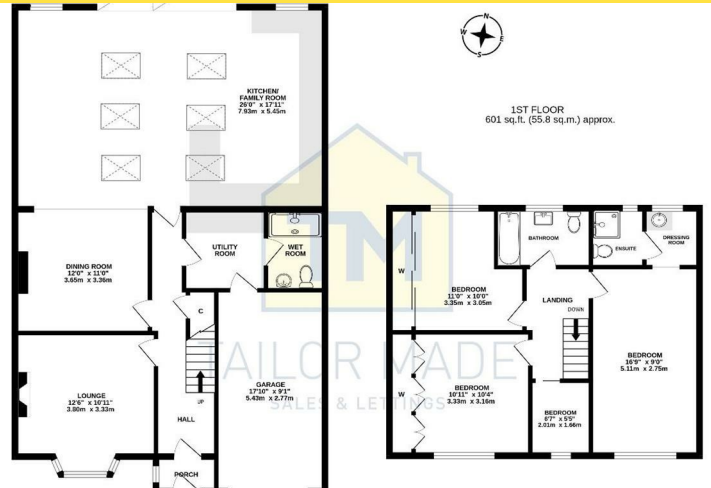 N
W
E
S
1ST FLOOR
601 sq.ft. (55.8 sq.m.) approx.
KITCHEN/
FAMILY ROOM
26'0" x 17'11"
7.93m x 5.45m
DINING ROOM
12'0" x 11'0"
3.65m x 3.36m
UTILITY
ROOM
WET
ROOM
C
LOUNGE
12'6" x 10'11"
3.80m x 3.33m
UP
HALL
PORCH
GARAGE
17'10" x 9'1"
5.43m x 2.77m
BATHROOM
ENSUITE
DRESSING
ROOM
W
BEDROOM
11'0" x 10'0"
3.35m x 3.05m
LANDING
DOWN
BEDROOM
16'9" x 9'0"
5.11m x 2.75m
W
BEDROOM
10'11" x 10'4"
3.33m x 3.16m
BEDROOM
6'7" x 5'5"
2.01m x 1.66m
TM
TAILOR MADE
SALES & LETTINGS